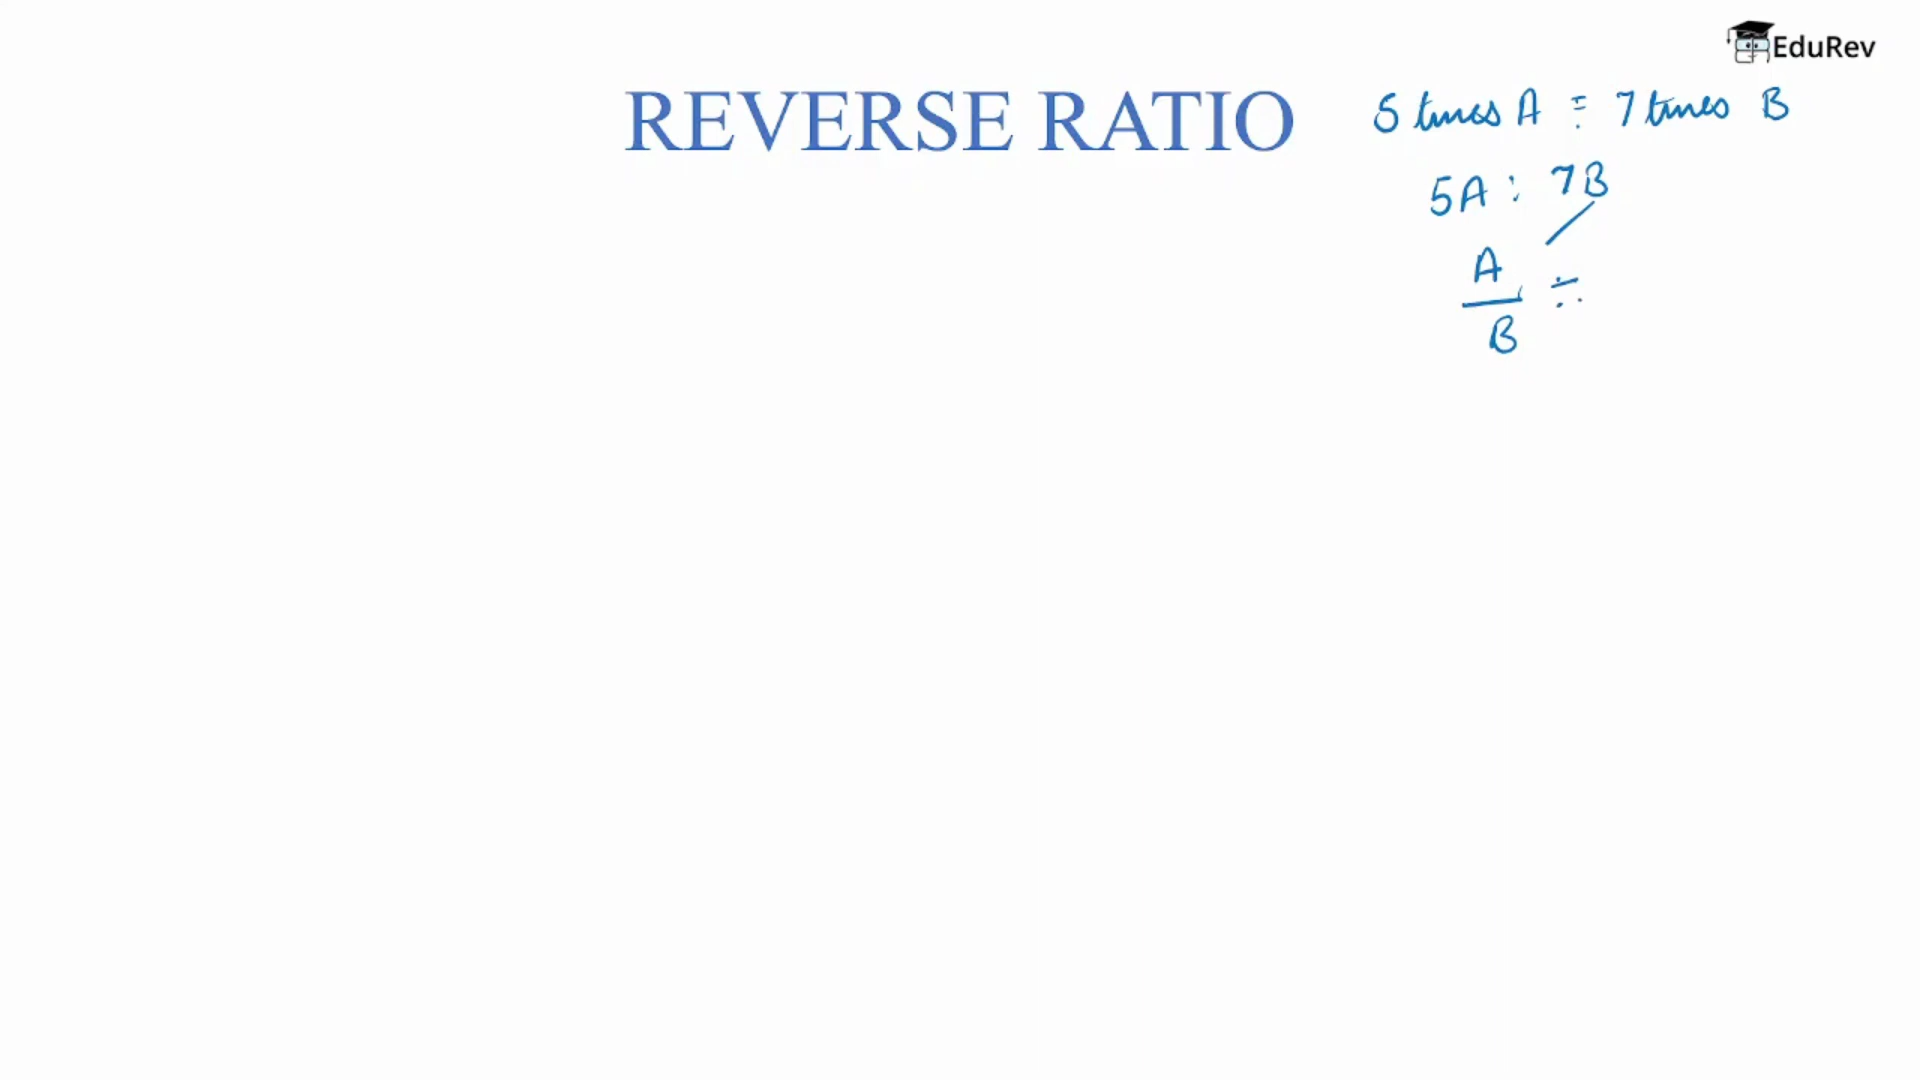 EduRev
REVERSE RATIO
5 times A = 7 times B
5A : 7B
A
B